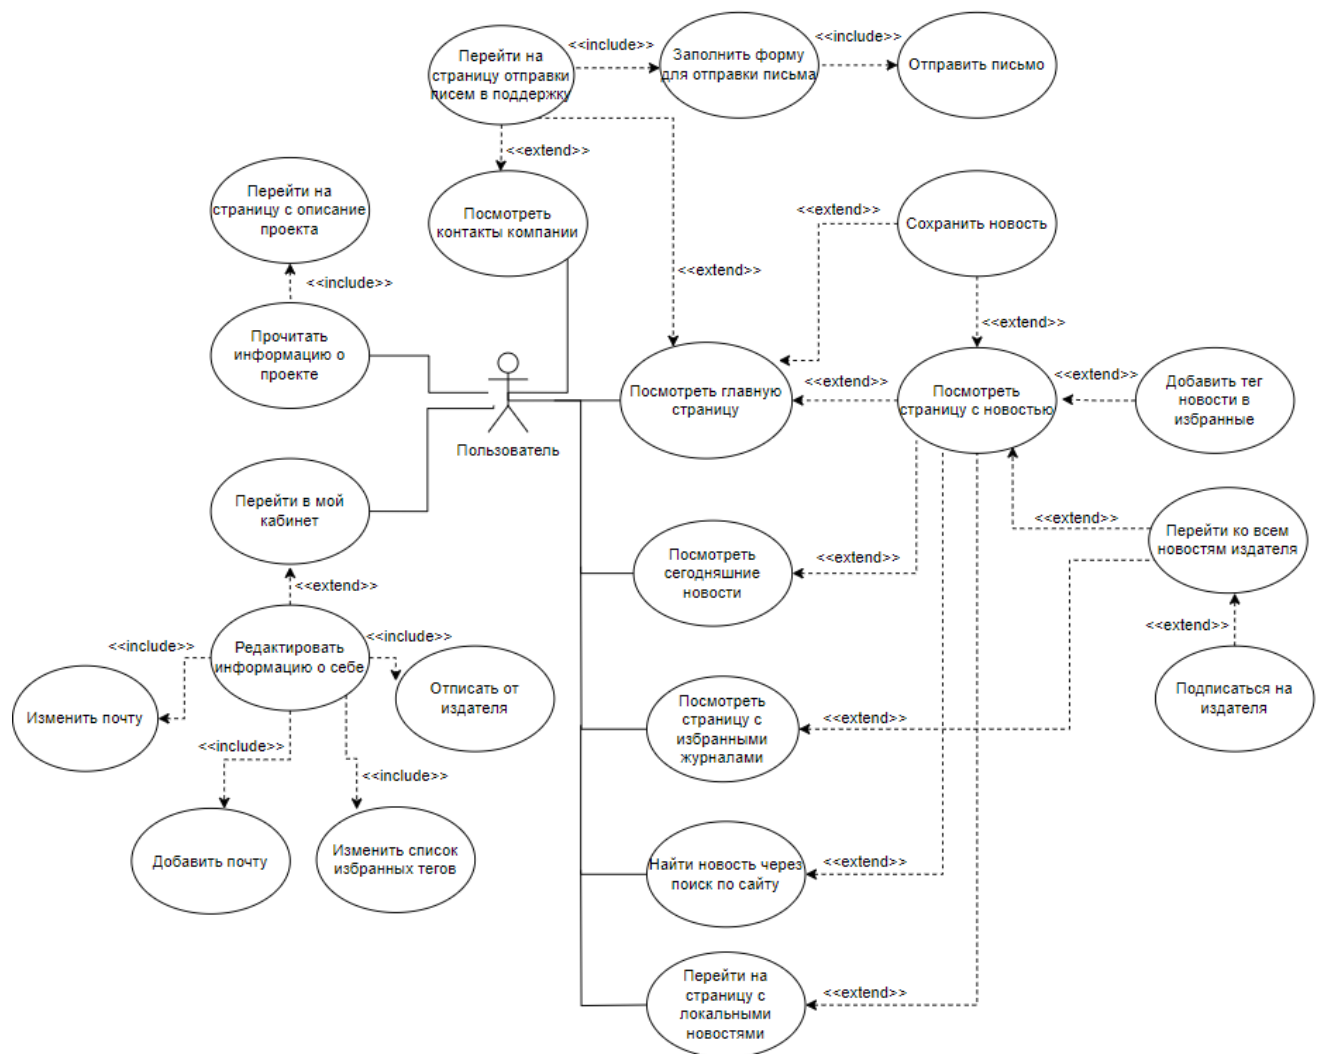 Перейти на
страницу отправки
писем в поддержку
<<include>>
Заполнить форму
для отправки письма
<<include>>
Отправить письмо
<<extend>>
Перейти на
страницу с описание
проекта
Посмотреть
контакты компании
<<extend>>
Сохранить новость
<<include>>
<<extend>>
<<extend>>
Прочитать
информацию о
проекте
Пользователь
Посмотреть главную
страницу
<<extend>>
Посмотреть
страницу с новостью
<<extend>>
Добавить тег
новости в
избранные
Перейти в мой
кабинет
<<extend>>
Перейти ко всем
новостям издателя
Посмотреть
сегодняшние
новости
<<extend>>
<<extend>>
<<extend>>
<<include>>
Редактировать
информацию о себе
<<include>>
Изменить почту
Отписать от
издателя
Посмотреть
страницу с
избранными
журналами
<<extend>>
Подписаться на
издателя
<<include>>
<<include>>
Добавить почту
Изменить список
избранных тегов
Найти новость через
поиск по сайту
<<extend>>
Перейти на
страницу с
локальными
новостями
<<extend>>